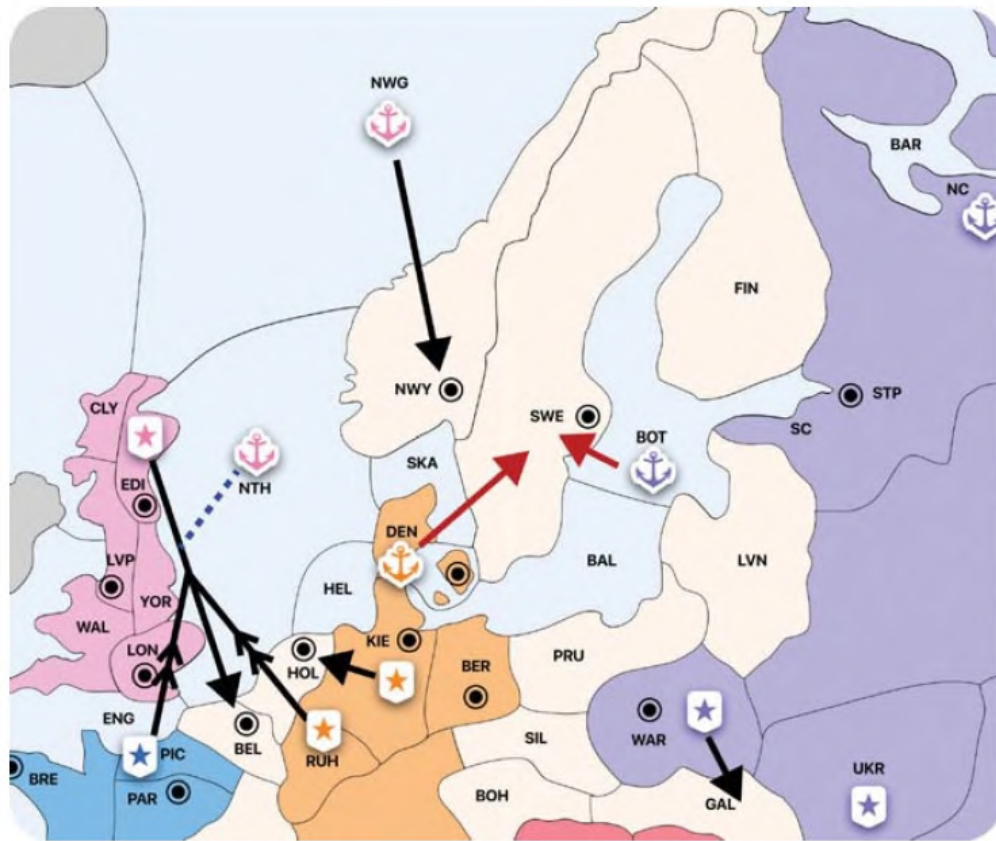 NWG
BAR
NC
FIN
NWY
STP
CLY
SWE
SC
BOT
SKA
NTH
EDI
DEN
LVP
HEL
BAL
LVN
YOR
WAL
KIE
LON
HOL
BER
PRU
ENG
BEL
PIC
RUH
SIL
WAR
BRE
UKR
PAR
BOH
GAL